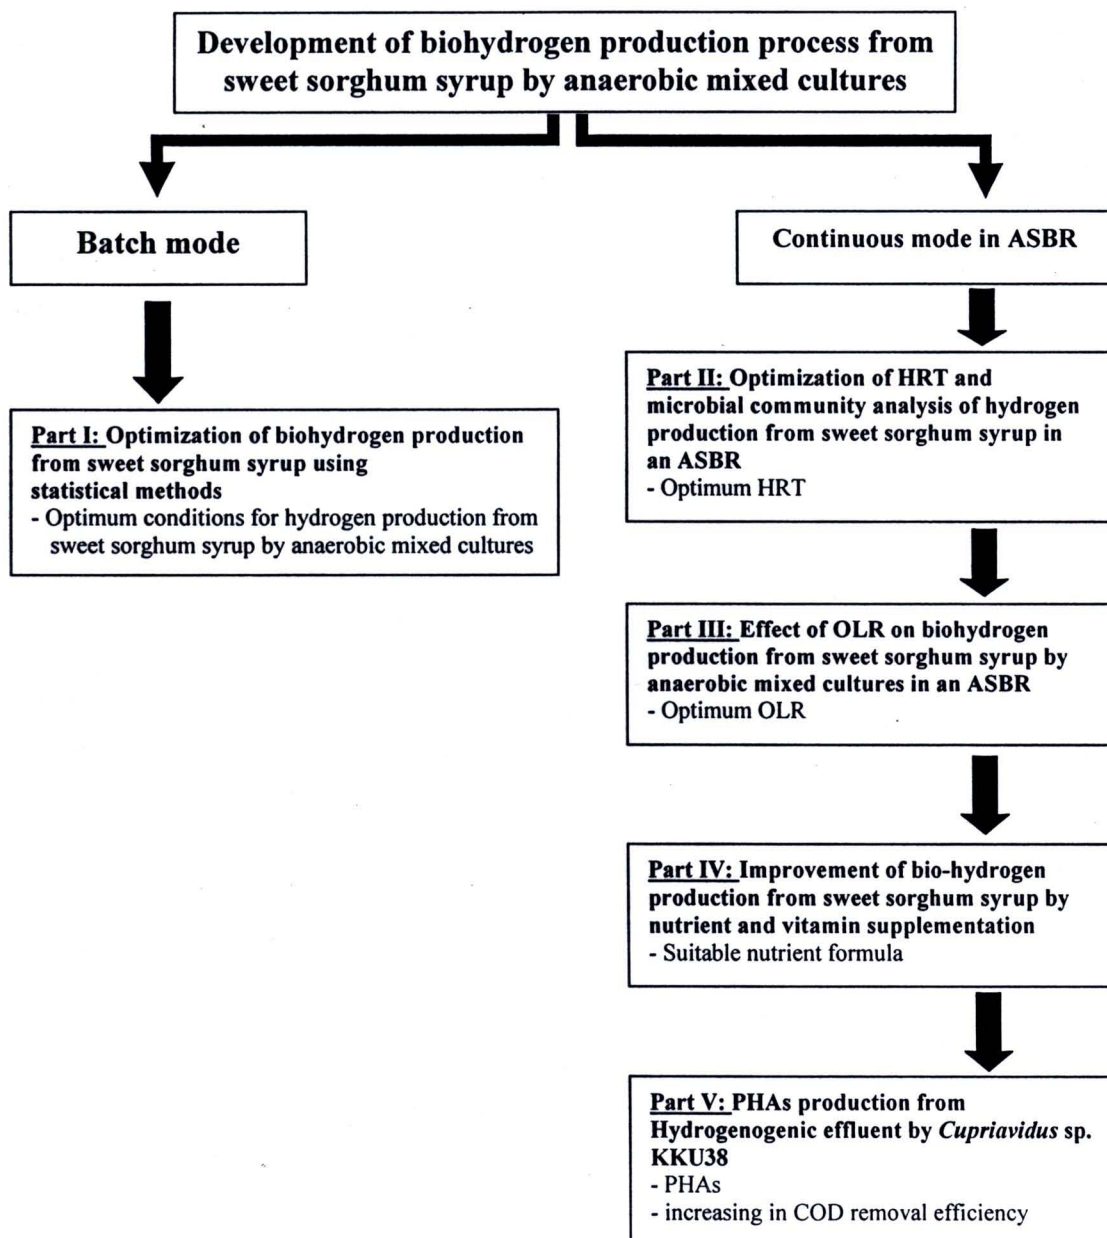 Development of biohydrogen production process from
sweet sorghum syrup by anaerobic mixed cultures
Batch mode
Part I: Optimization of biohydrogen production
from sweet sorghum syrup using
statistical methods
- Optimum conditions for hydrogen production from
sweet sorghum syrup by anaerobic mixed cultures
Continuous mode in ASBR
Part II: Optimization of HRT and
microbial community analysis of hydrogen
production from sweet sorghum syrup in
an ASBR
- Optimum HRT
Part III: Effect of OLR on biohydrogen
production from sweet sorghum syrup by
anaerobic mixed cultures in an ASBR
- Optimum OLR
Part IV: Improvement of bio-hydrogen
production from sweet sorghum syrup by
nutrient and vitamin supplementation
- Suitable nutrient formula
Part V: PHAs production from
Hydrogenogenic effluent by Cupriavidus sp.
KKU38
- PHAs
- increasing in COD removal efficiency